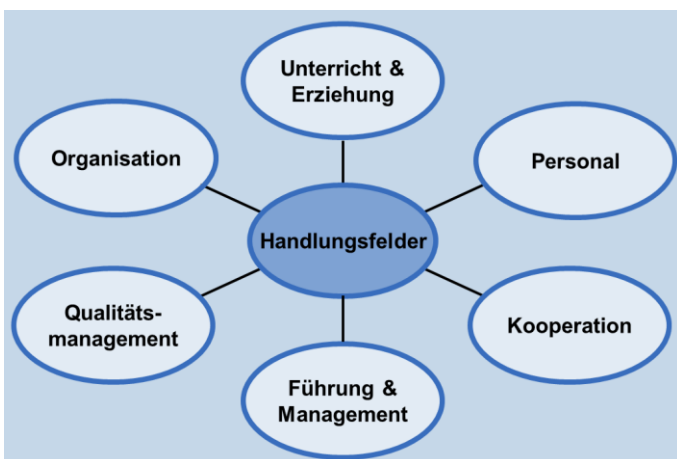 Unterricht &
Erziehung
Organisation
Personal
Handlungsfelder
Qualitäts-
management
Kooperation
Führung &
Management